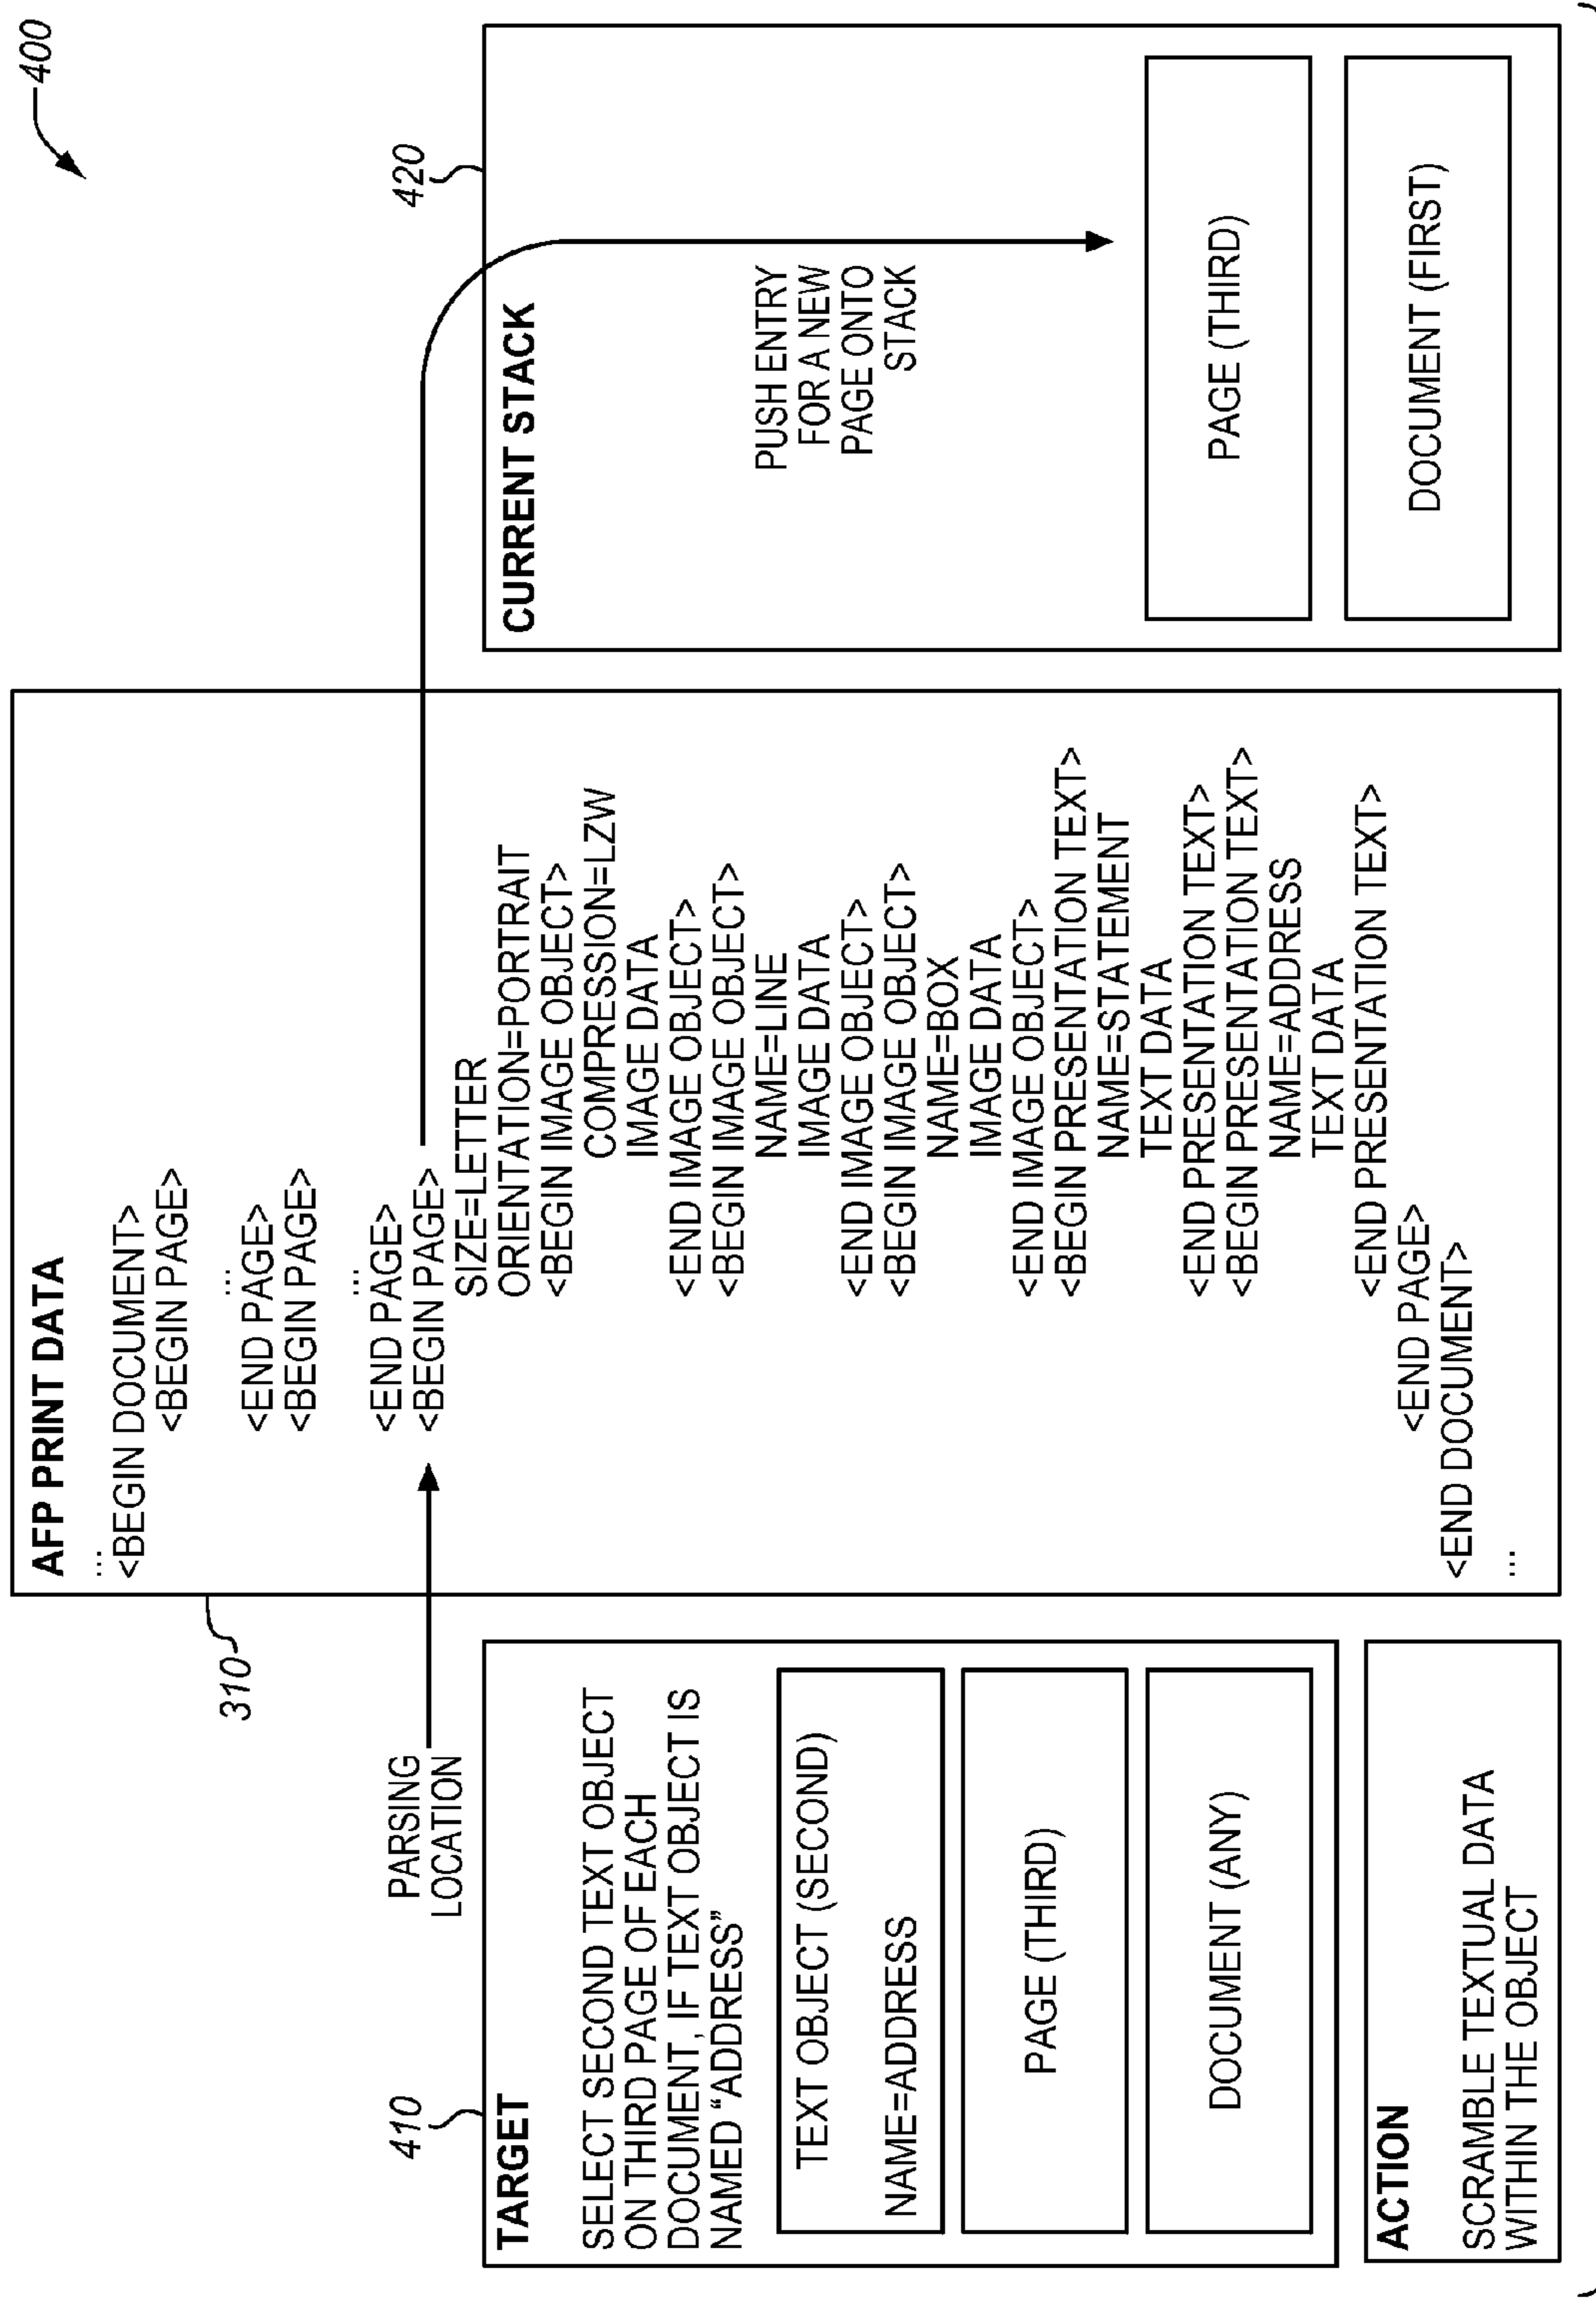 400
410
TARGET
SELECT SECOND TEXT OBJECT
ON THIRD PAGE OF EACH
DOCUMENT, IF TEXT OBJECT IS
NAMED “ADDRESS”
TEXT OBJECT (SECOND)
NAME=ADDRESS
PAGE (THIRD)
DOCUMENT (ANY)
ACTION
SCRAMBLE TEXTUAL DATA
WITHIN THE OBJECT
PARSING
LOCATION
310
AFP PRINT DATA
...
<BEGIN DOCUMENT>
<BEGIN PAGE>
...
<END PAGE>
<BEGIN PAGE>
...
<END PAGE>
<BEGIN PAGE>
SIZE=LETTER
ORIENTATION=PORTRAIT
<BEGIN IMAGE OBJECT>
COMPRESSION=LZW
IMAGE DATA
<END IMAGE OBJECT>
<BEGIN IMAGE OBJECT>
NAME=LINE
IMAGE DATA
<END IMAGE OBJECT>
<BEGIN IMAGE OBJECT>
NAME=BOX
IMAGE DATA
<END IMAGE OBJECT>
<BEGIN PRESENTATION TEXT>
NAME=STATEMENT
TEXT DATA
<END PRESENTATION TEXT>
<BEGIN PRESENTATION TEXT>
NAME=ADDRESS
TEXT DATA
<END PRESENTATION TEXT>
<END PAGE>
<END DOCUMENT>
...
420
CURRENT STACK
PUSH ENTRY
FOR A NEW
PAGE ONTO
STACK
PAGE (THIRD)
DOCUMENT (FIRST)